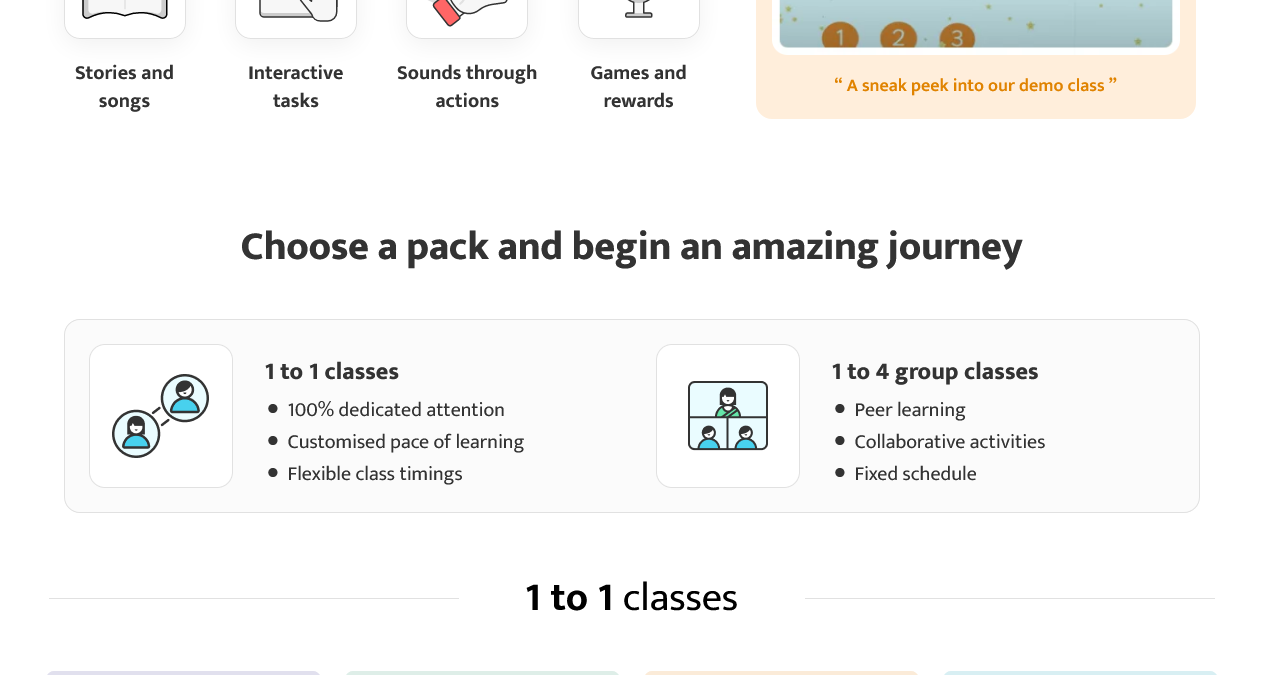 Stories and
songs
Interactive
tasks
Sounds through
actions
Games and
rewards
1 2 3
“ A sneak peek into our demo class ”
Choose a pack and begin an amazing journey
1 to 1 classes
100% dedicated attention
Customised pace of learning
Flexible class timings
1 to 4 group classes
Peer learning
Collaborative activities
Fixed schedule
1 to 1 classes